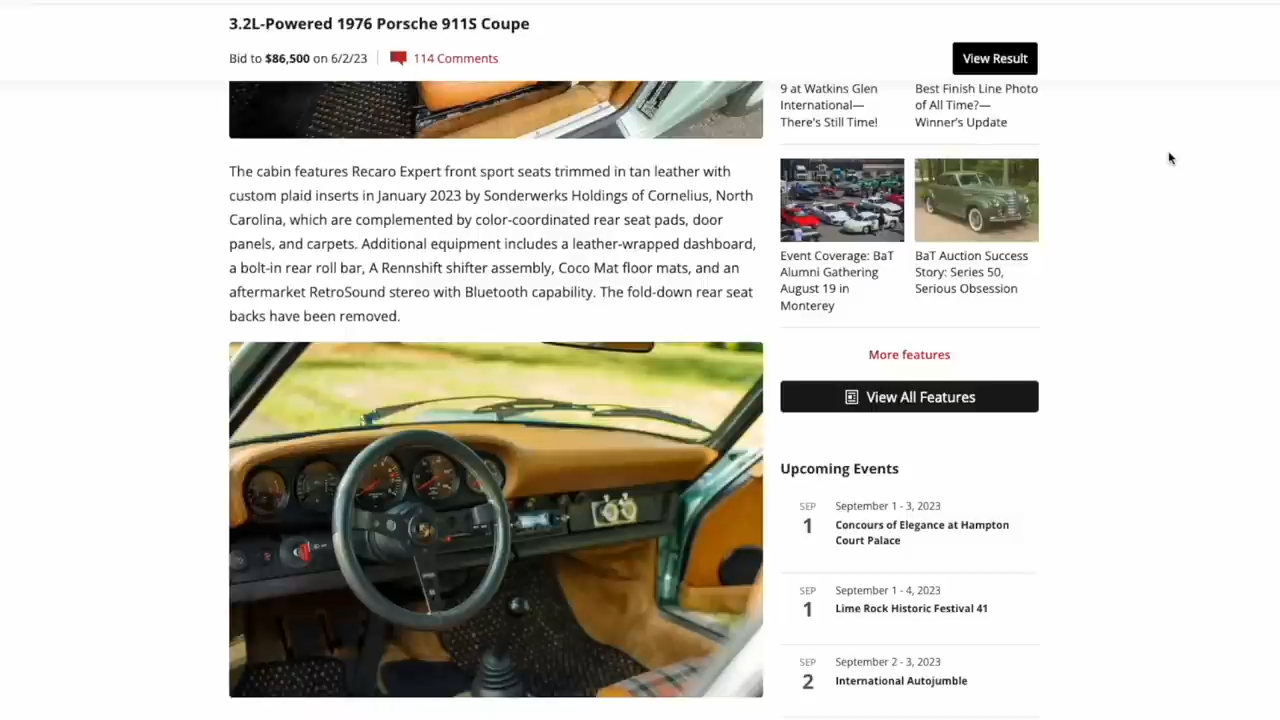 3.2L-Powered 1976 Porsche 911S Coupe
Bid to $86,500 on 6/2/23
114 Comments
View Result
The cabin features Recaro Expert front sport seats trimmed in tan leather with
custom plaid inserts in January 2023 by Sonderwerks Holdings of Cornelius, North
Carolina, which are complemented by color-coordinated rear seat pads, door
panels, and carpets. Additional equipment includes a leather-wrapped dashboard,
a bolt-in rear roll bar, A Rennshift shifter assembly, Coco Mat floor mats, and an
aftermarket RetroSound stereo with Bluetooth capability. The fold-down rear seat
backs have been removed.
9 at Watkins Glen
International—
There's Still Time!
Best Finish Line Photo
of All Time?—
Winner's Update
Event Coverage: BaT
Alumni Gathering
August 19 in
Monterey
BaT Auction Success
Story: Series 50,
Serious Obsession
More features
View All Features
Upcoming Events
SEP
1
September 1 - 3, 2023
Concours of Elegance at Hampton
Court Palace
SEP
1
September 1 - 4, 2023
Lime Rock Historic Festival 41
SEP
2
September 2 - 3, 2023
International Autojumble